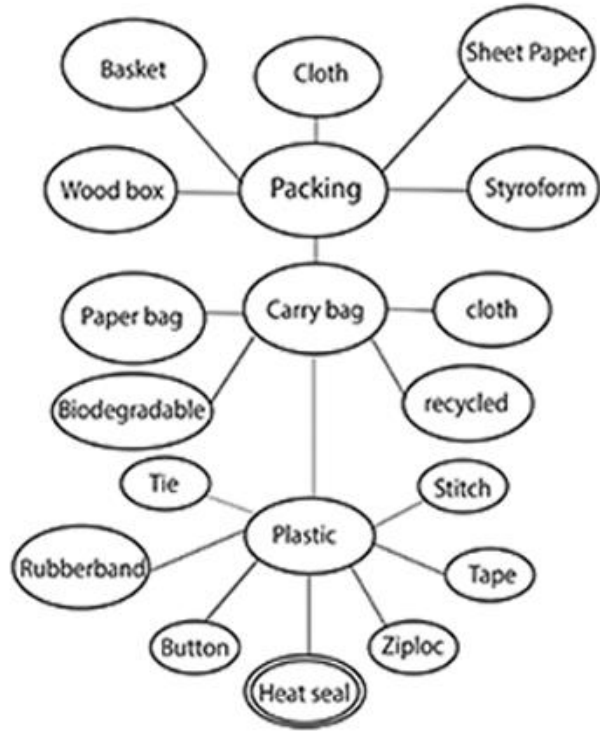 Basket
Cloth
Sheet Paper
Wood box
Packing
Styroform
Paper bag
Carry bag
cloth
Biodegradable
recycled
Tie
Stitch
Plastic
Rubberband
Tape
Button
Ziploc
Heat seal